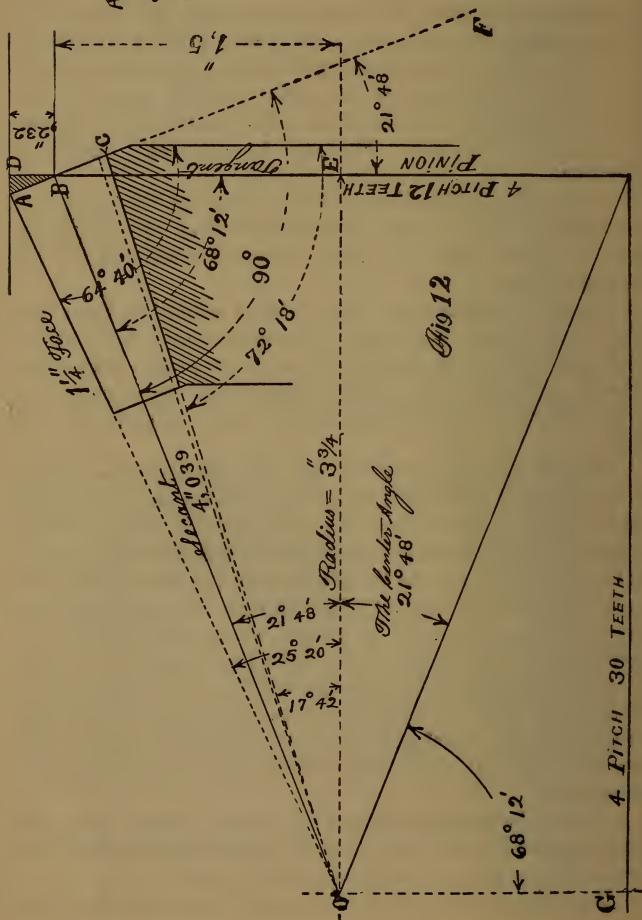 A
,232"
1,5"
D
A
B
C
Tangent
E
PINION
4 PITCH 12 TEETH
F
21° 48'
64° 40'
68° 12'
90°
72° 18'
1¼" Face
Secant
4,"039
Fig 12
Radius = 3¾"
The Center Angle
21° 48'
21° 48'
25° 20'
17° 42'
68° 12'
O
G
4 PITCH 30 TEETH